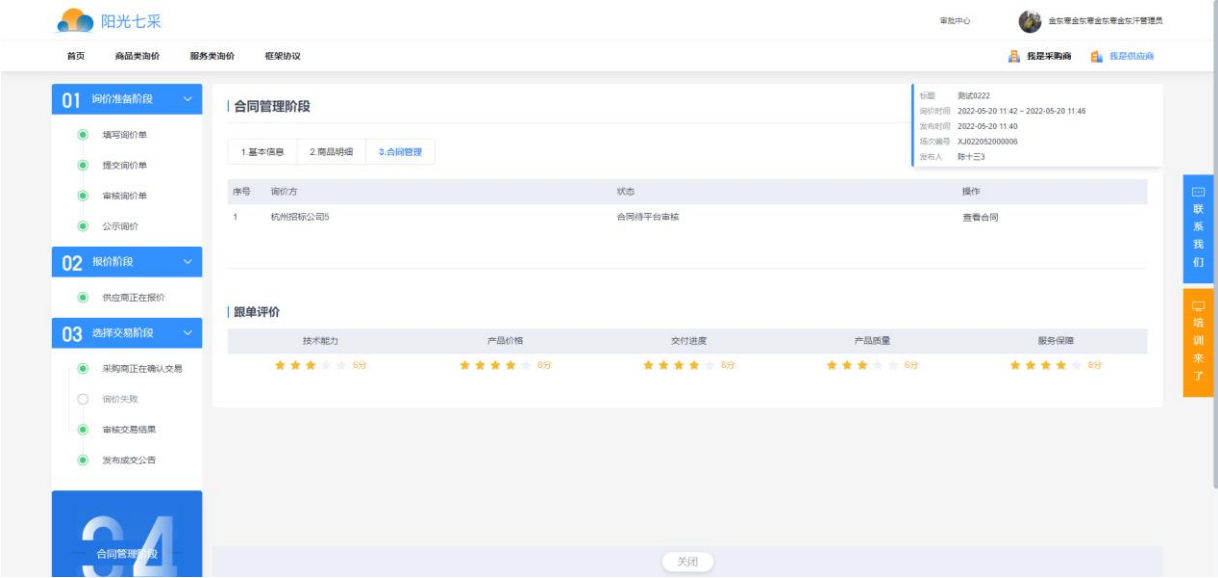 阳光七采
审批中心
首页 商品类询价 服务类询价 框架协议
我是采购商 我是供应商
01 询价准备阶段
填写询价单
提交询价单
审核询价单
公示询价
02 报价阶段
供应商正在报价
03 选择交易阶段
采购商正在确认交易
询价失败
审核交易结果
发布成交公告
04
合同管理阶段
合同管理阶段
标题 测试0222
询价时间 2022-05-20 11:42 ~ 2022-05-20 11:46
发布时间 2022-05-20 11:40
场次编号 XJ022052000006
发布人 陈十三3
1.基本信息 2.商品明细 3.合同管理
序号 询价方 状态 操作
1 杭州招标公司5 合同待平台审核 查看合同
跟单评价
技术能力 产品价格 交付进度 产品质量 服务保障
6分 8分 8分 6分 8分
关闭
联系我们
培训来了